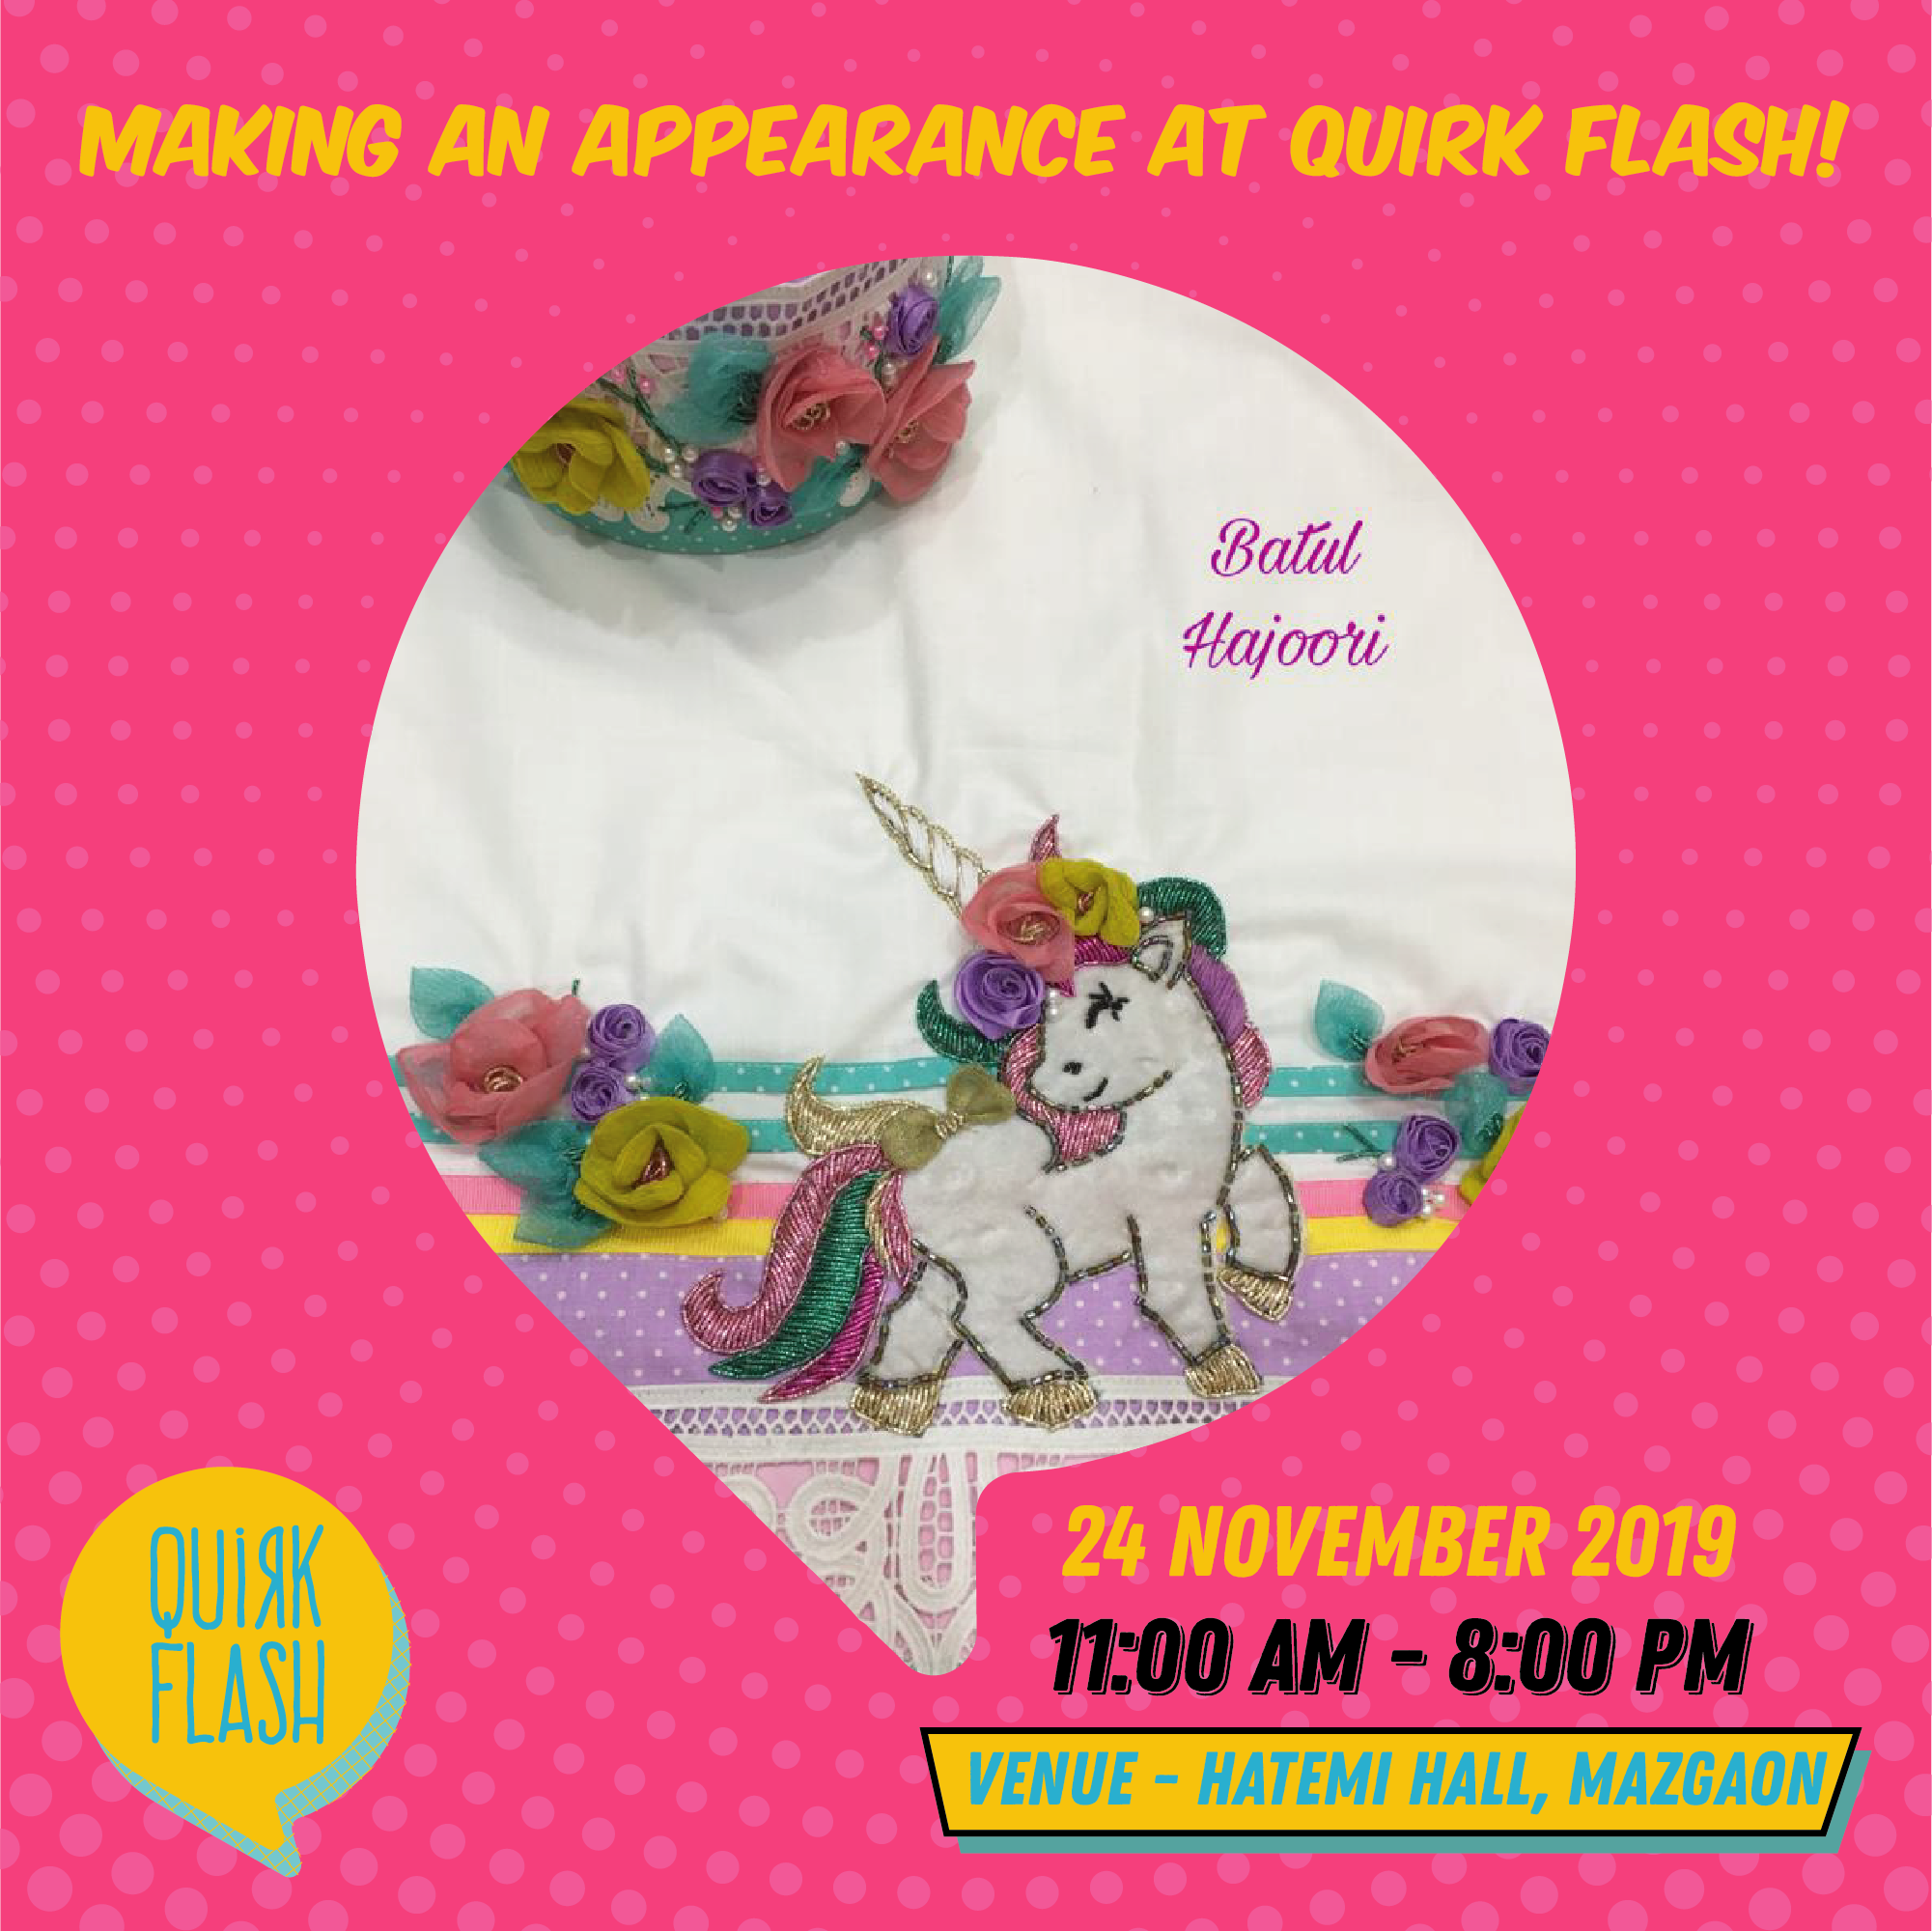 MAKING AN APPEARANCE AT QUIRK FLASH!
Batul
Hajoori
QUIRK
FLASH
24 NOVEMBER 2019
11:00 AM - 8:00 PM
VENUE - HATEMI HALL, MAZGAON